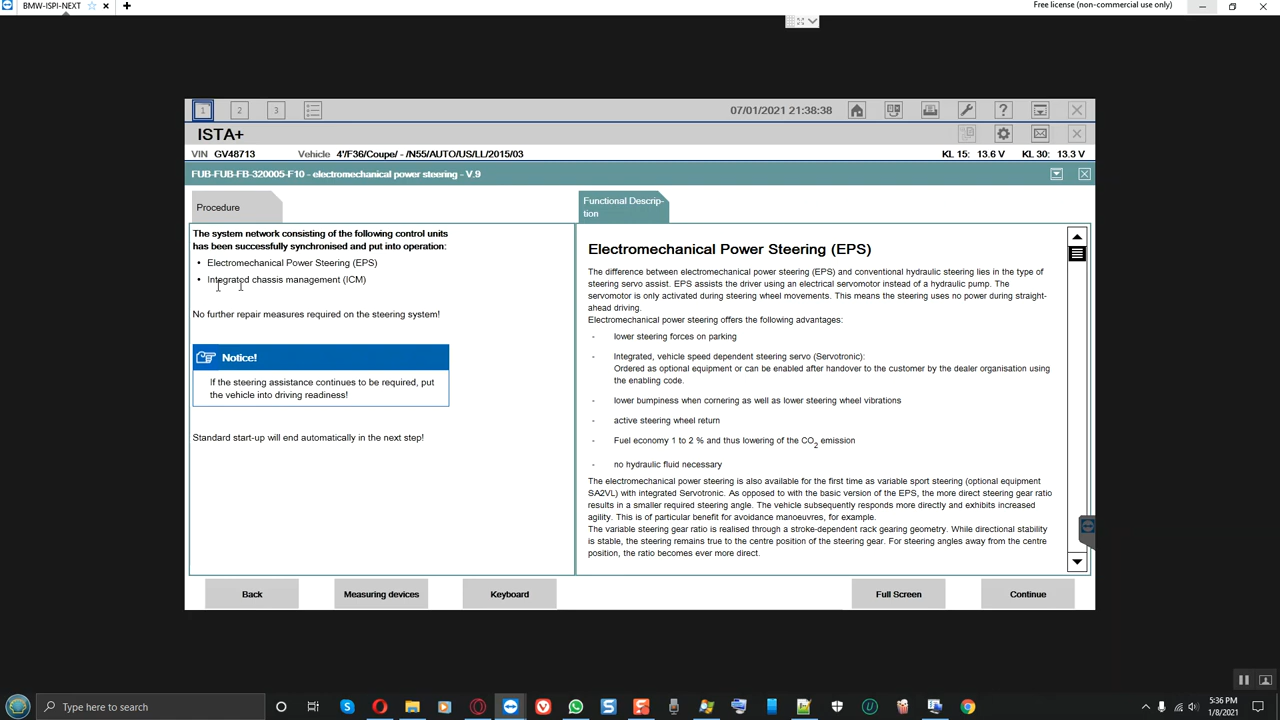 BMW-ISPI-NEXT
Free license (non-commercial use only)
1
2
3
07/01/2021 21:38:38
ISTA+
VIN GV48713 Vehicle 4'/F36/Coupe/ - /N55/AUTO/US/LL/2015/03 KL 15: 13.6 V KL 30: 13.3 V
FUB-FUB-FB-320005-F10 - electromechanical power steering - V.9
Procedure
The system network consisting of the following control units
has been successfully synchronised and put into operation:
• Electromechanical Power Steering (EPS)
• Integrated chassis management (ICM)
No further repair measures required on the steering system!
Notice!
If the steering assistance continues to be required, put
the vehicle into driving readiness!
Standard start-up will end automatically in the next step!
Functional Descrip-
tion
Electromechanical Power Steering (EPS)
The difference between electromechanical power steering (EPS) and conventional hydraulic steering lies in the type of
steering servo assist. EPS assists the driver using an electrical servomotor instead of a hydraulic pump. The
servomotor is only activated during steering wheel movements. This means the steering uses no power during straight-
ahead driving.
Electromechanical power steering offers the following advantages:
- lower steering forces on parking
- Integrated, vehicle speed dependent steering servo (Servotronic):
Ordered as optional equipment or can be enabled after handover to the customer by the dealer organisation using
the enabling code.
- lower bumpiness when cornering as well as lower steering wheel vibrations
- active steering wheel return
- Fuel economy 1 to 2 % and thus lowering of the CO2 emission
- no hydraulic fluid necessary
The electromechanical power steering is also available for the first time as variable sport steering (optional equipment
SA2VL) with integrated Servotronic. As opposed to with the basic version of the EPS, the more direct steering gear ratio
results in a smaller required steering angle. The vehicle subsequently responds more directly and exhibits increased
agility. This is of particular benefit for avoidance manoeuvres, for example.
The variable steering gear ratio is realised through a stroke-dependent rack gearing geometry. While directional stability
is stable, the steering remains true to the centre position of the steering gear. For steering angles away from the centre
position, the ratio becomes ever more direct.
Back
Measuring devices
Keyboard
Full Screen
Continue
Type here to search
5:36 PM
1/8/2021